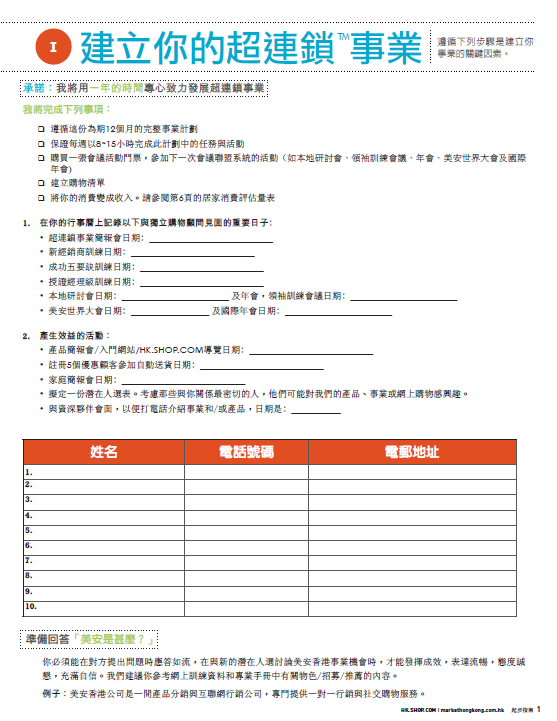 1
建立你的超連鎖™事業
遵循下列步驟是建立你
事業的關鍵因素。
承諾：我將用一年的時間專心致力發展超連鎖事業
我將完成下列事項：
❑ 遵循這份為期12個月的完整事業計劃
❑ 保證每週以8~15小時完成此計劃中的任務與活動
❑ 購買一張會議活動門票，參加下一次會議聯盟系統的活動（如本地研討會、領袖訓練會議、年會、美安世界大會及國際
年會）
❑ 建立購物清單
❑ 將你的消費變成收入。請參閱第6頁的居家消費評估量表
1. 在你的行事曆上記錄以下與獨立購物顧問見面的重要日子：
• 超連鎖事業簡報會日期：
• 新經銷商訓練日期：
• 成功五要訣訓練日期：
• 授證經理級訓練日期：
• 本地研討會日期： 及年會，領袖訓練會議日期：
• 美安世界大會日期： 及國際年會日期：
2. 產生效益的活動：
• 產品簡報會/入門網站/HK.SHOP.COM導覽日期：
• 註冊5個優惠顧客參加自動送貨日期：
• 家庭簡報會日期：
• 擬定一份潛在人選表。考慮那些與你關係最密切的人，他們可能對我們的產品、事業或網上購物感興趣。
• 與資深夥伴會面，以便打電話介紹事業和/或產品，日期是：
姓名 電話號碼 電郵地址
1.
2.
3.
4.
5.
6.
7.
8.
9.
10.
準備回答「美安是甚麼？」
你必須能在對方提出問題時應答如流，在與新的潛在人選討論美安香港事業機會時，才能發揮成效，表達流暢，態度誠
懇，充滿自信。我們建議你參考網上訓練資料和專業手冊中有關物色/招募/推薦的內容。
例子：美安香港公司是一間產品分銷與互聯網行銷公司，專門提供一對一行銷與社交購物服務。
HK.SHOP.COM | markethongkong.com.hk 起步指南 1